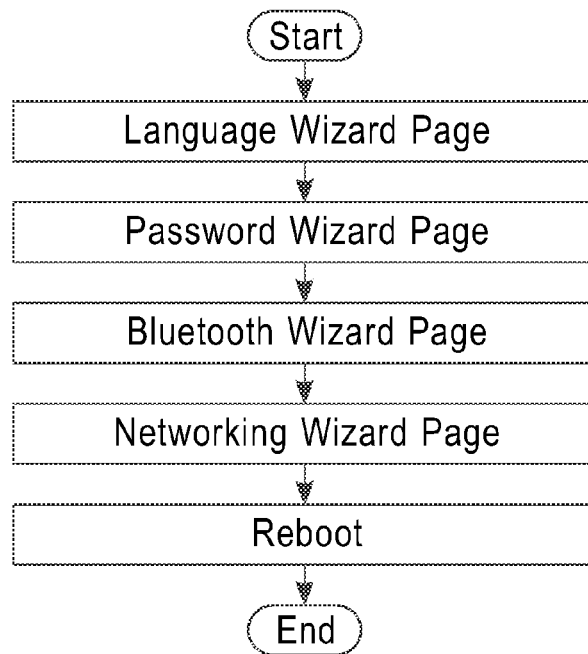 Start
Language Wizard Page
Password Wizard Page
Bluetooth Wizard Page
Networking Wizard Page
Reboot
End